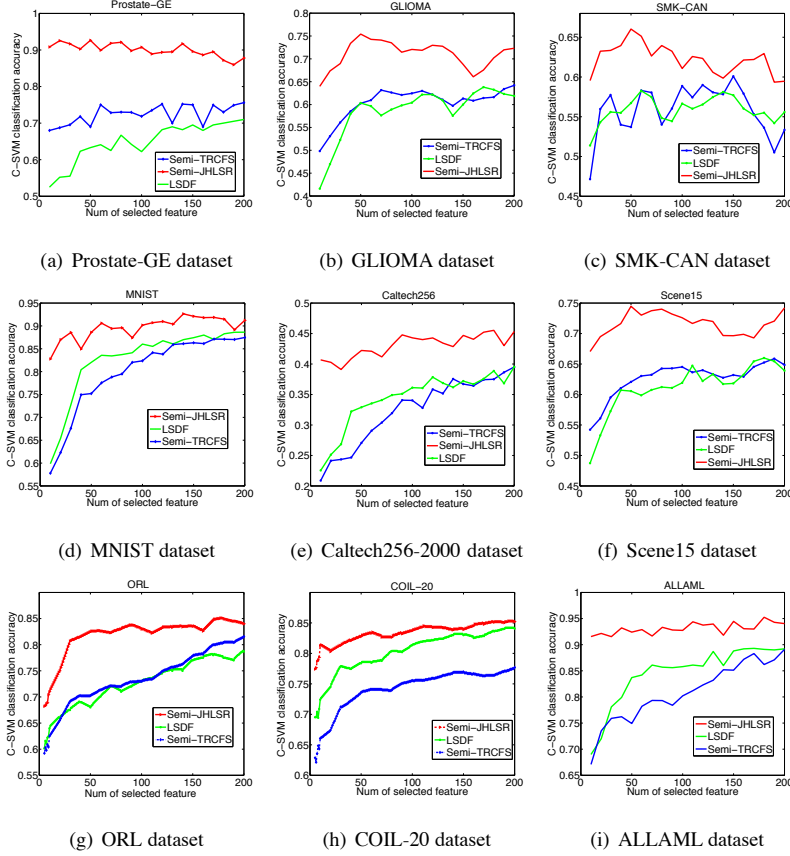 Prostate-GE
C-SVM classification accuracy
1
0.9
0.8
0.7
0.6
0.5
Semi-TRCFS
Semi-JHLSR
LSDF
0 50 100 150 200
Num of selected feature
(a) Prostate-GE dataset
GLIOMA
C-SVM classification accuracy
0.8
0.75
0.7
0.65
0.6
0.55
0.5
0.45
0.4
Semi-TRCFS
LSDF
Semi-JHLSR
0 50 100 150 200
Num of selected feature
(b) GLIOMA dataset
SMK-CAN
C-SVM classification accuracy
0.65
0.6
0.55
0.5
0.45
Semi-TRCFS
LSDF
Semi-JHLSR
0 50 100 150 200
Num of selected feature
(c) SMK-CAN dataset
MNIST
C-SVM classification accuracy
0.95
0.9
0.85
0.8
0.75
0.7
0.65
0.6
0.55
Semi-JHLSR
LSDF
Semi-TRCFS
0 50 100 150 200
Num of selected feature
(d) MNIST dataset
Caltech256
C-SVM classification accuracy
0.5
0.45
0.4
0.35
0.3
0.25
0.2
Semi-TRCFS
LSDF
Semi-JHLSR
0 50 100 150 200
Num of selected feature
(e) Caltech256-2000 dataset
Scene15
C-SVM classification accuracy
0.75
0.7
0.65
0.6
0.55
0.5
0.45
Semi-TRCFS
LSDF
Semi-JHLSR
0 50 100 150 200
Num of selected feature
(f) Scene15 dataset
ORL
C-SVM classification accuracy
0.85
0.8
0.75
0.7
0.65
0.6
0.55
Semi-JHLSR
LSDF
Semi-TRCFS
0 50 100 150 200
Num of selected feature
(g) ORL dataset
COIL-20
C-SVM classification accuracy
0.85
0.8
0.75
0.7
0.65
0.6
Semi-JHLSR
LSDF
Semi-TRCFS
0 50 100 150 200
Num of selected feature
(h) COIL-20 dataset
ALLAML
C-SVM classification accuracy
1
0.95
0.9
0.85
0.8
0.75
0.7
0.65
Semi-JHLSR
LSDF
Semi-TRCFS
0 50 100 150 200
Num of selected feature
(i) ALLAML dataset